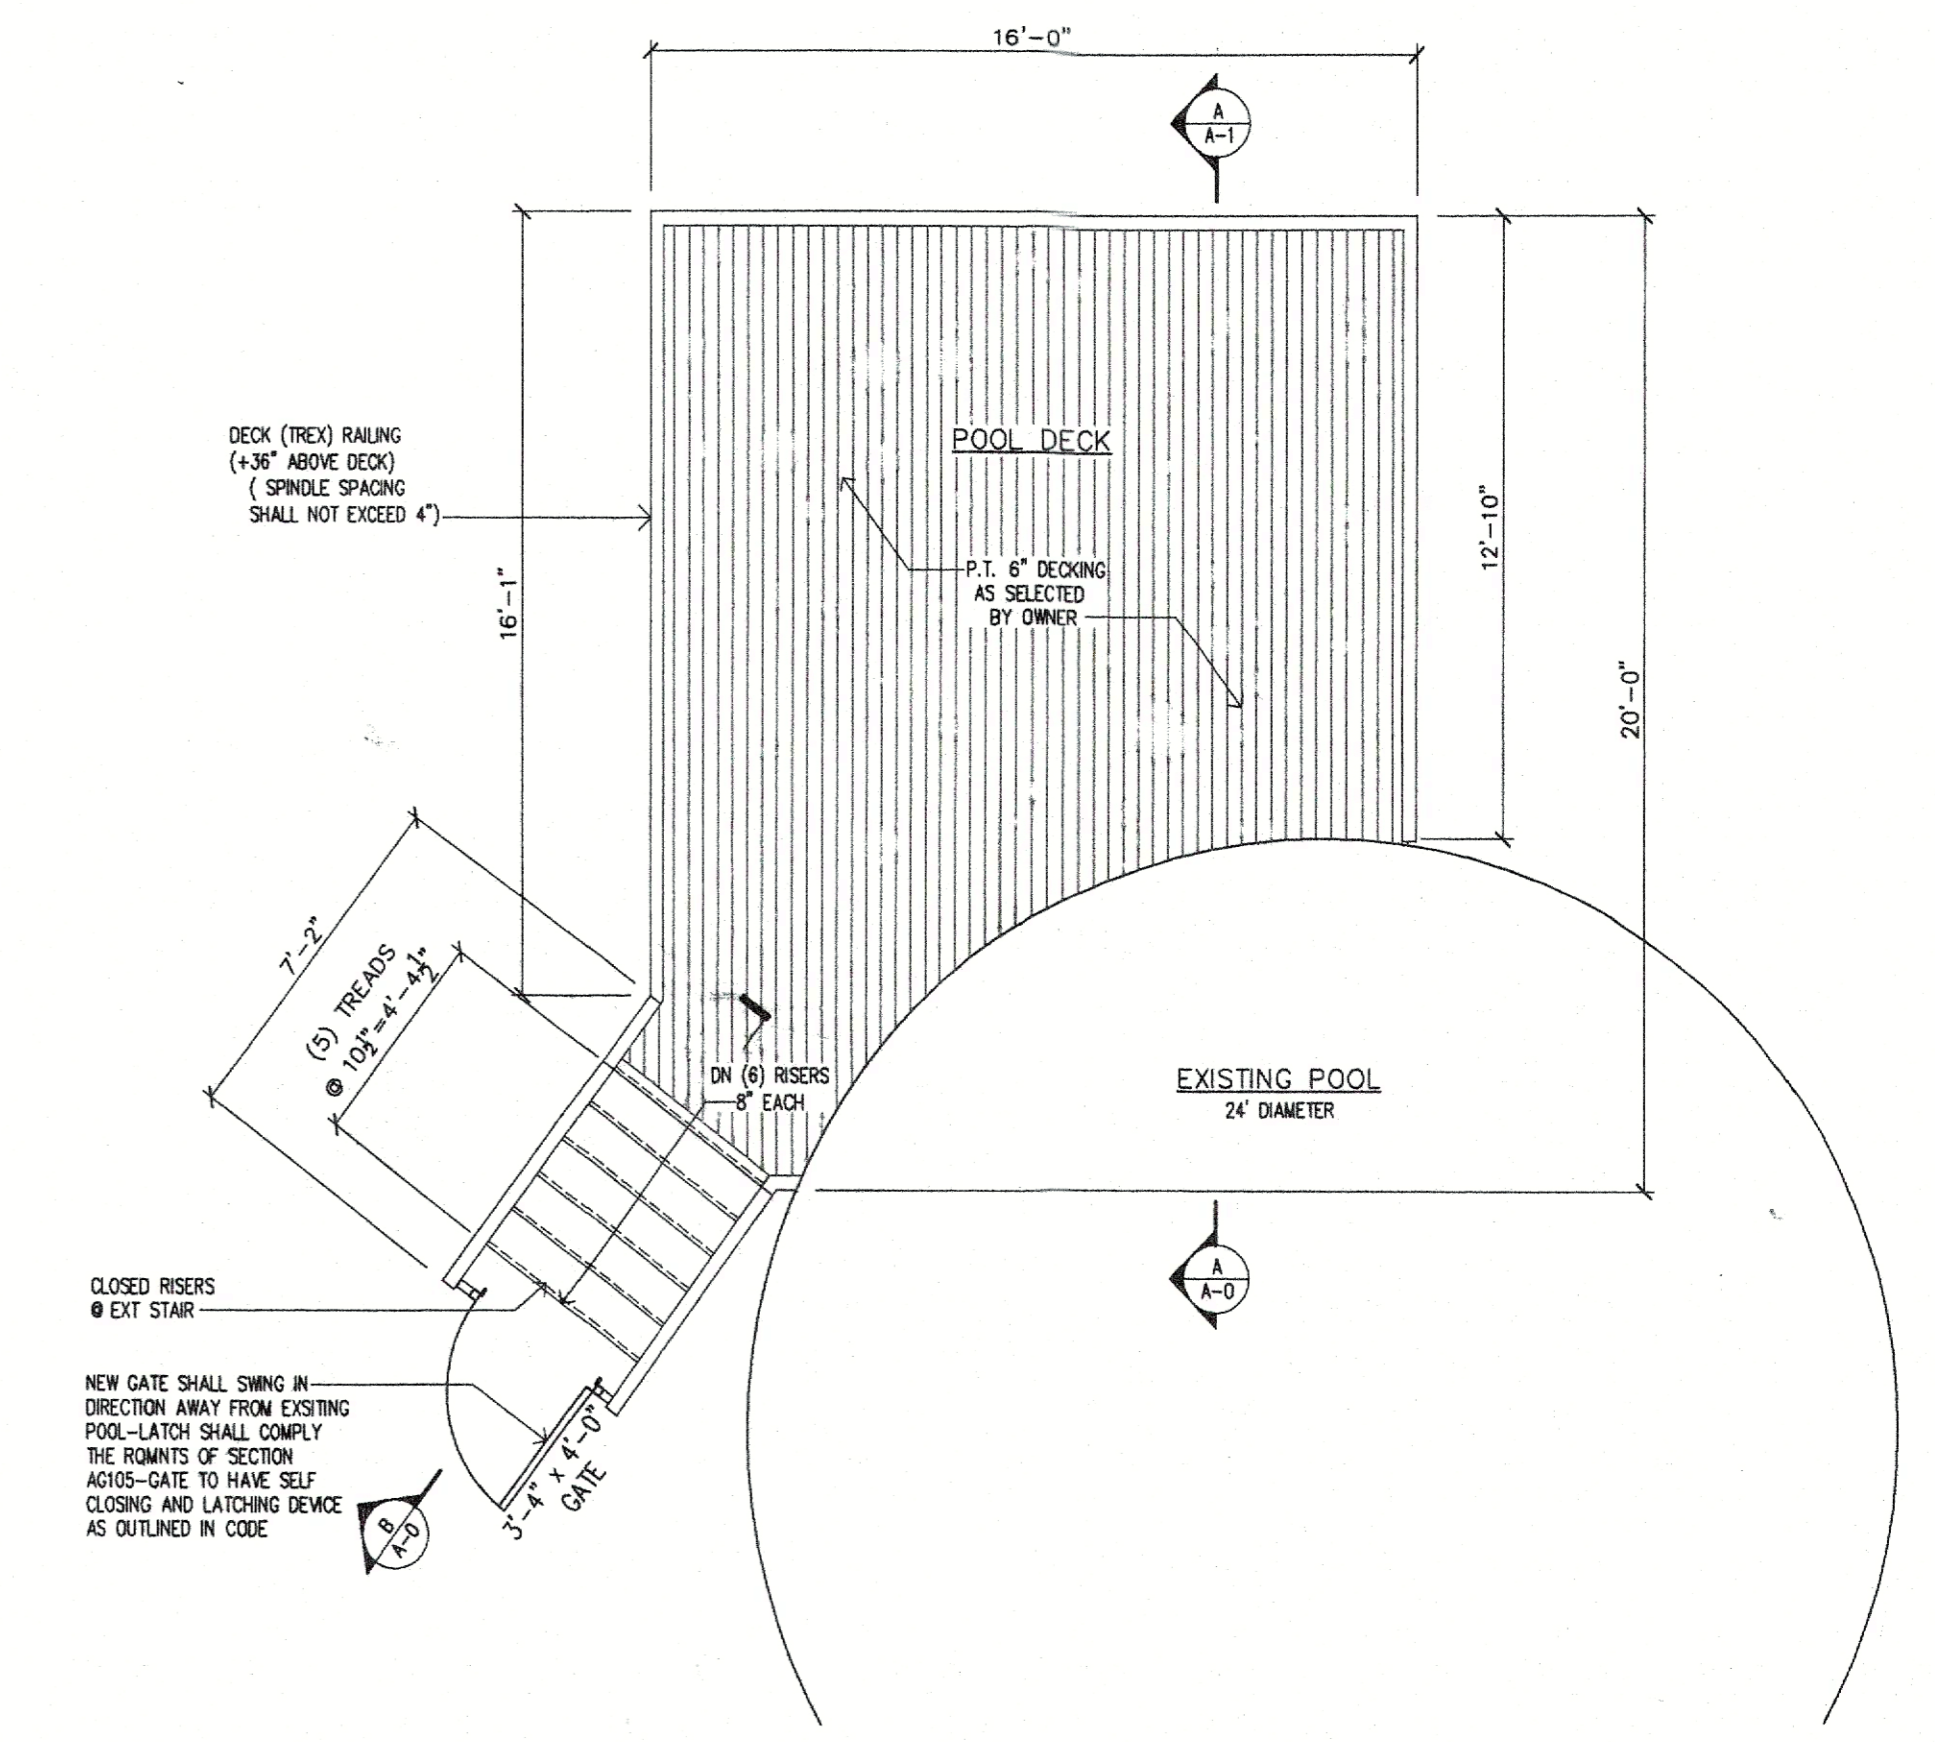 16'-0"
A
A-1
DECK (TREX) RAILING
(+36" ABOVE DECK)
( SPINDLE SPACING
SHALL NOT EXCEED 4")
POOL DECK
P.T. 6" DECKING
AS SELECTED
BY OWNER
16'-1"
12'-10"
20'-0"
7'-2"
(5) TREADS
@ 10½"=4'-4½"
DN (6) RISERS
8" EACH
EXISTING POOL
24' DIAMETER
A
A-0
CLOSED RISERS
@ EXT STAIR
NEW GATE SHALL SWING IN
DIRECTION AWAY FROM EXSITING
POOL-LATCH SHALL COMPLY
THE RQMNTS OF SECTION
AG105-GATE TO HAVE SELF
CLOSING AND LATCHING DEVICE
AS OUTLINED IN CODE
3'-4" x 4'-0"
GATE
B
A-0